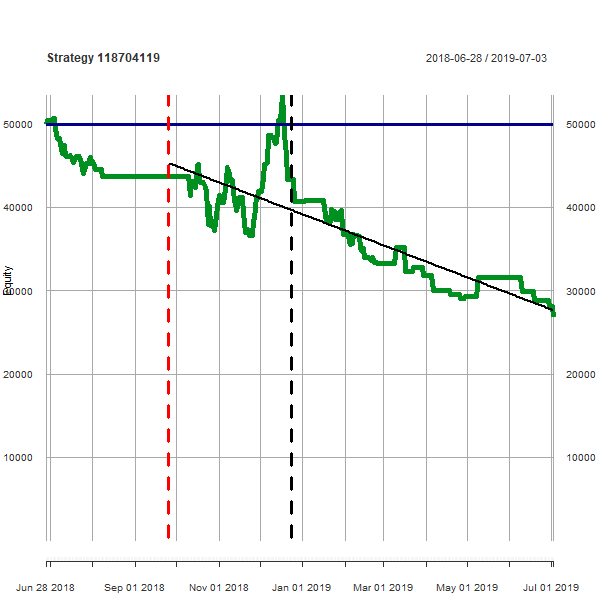 Strategy 118704119
2018-06-28 / 2019-07-03
50000
50000
40000
40000
Equity
30000
30000
20000
20000
10000
10000
Jun 28 2018
Sep 01 2018
Nov 01 2018
Jan 01 2019
Mar 01 2019
May 01 2019
Jul 01 2019